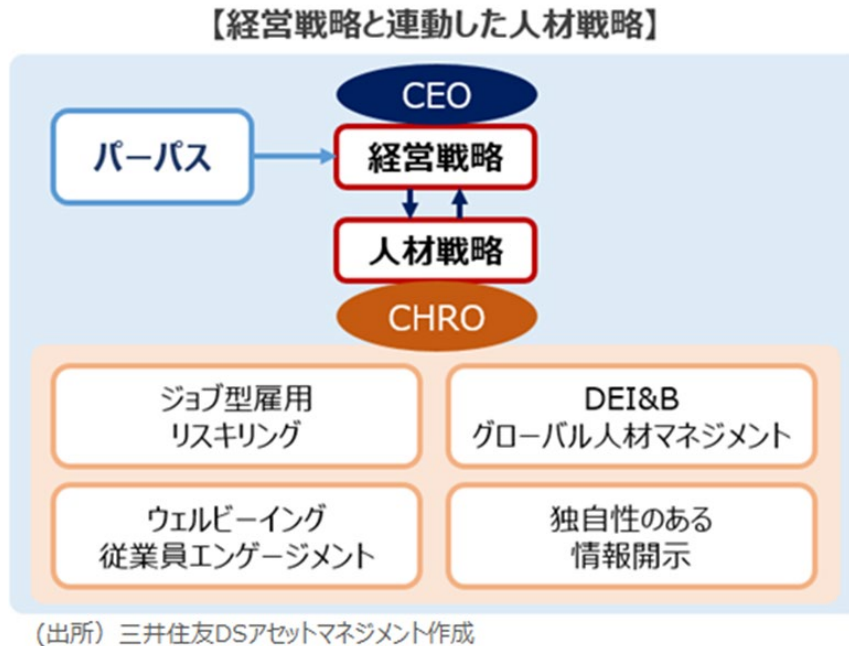 【経営戦略と連動した人材戦略】
CEO
パーパス
経営戦略
人材戦略
CHRO
ジョブ型雇用
リスキリング
DEI&B
グローバル人材マネジメント
ウェルビーイング
従業員エンゲージメント
独自性のある
情報開示
(出所) 三井住友DSアセットマネジメント作成